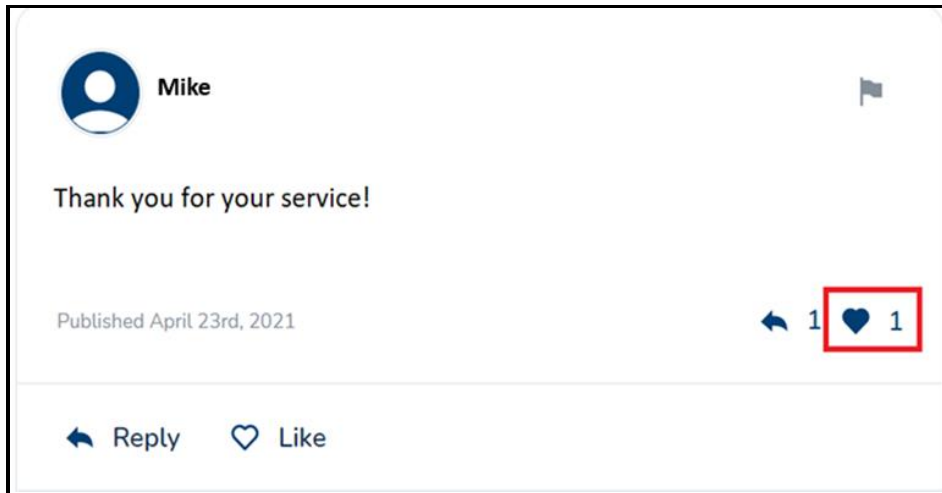 Mike
Thank you for your service!
Published April 23rd, 2021 1 1
Reply Like